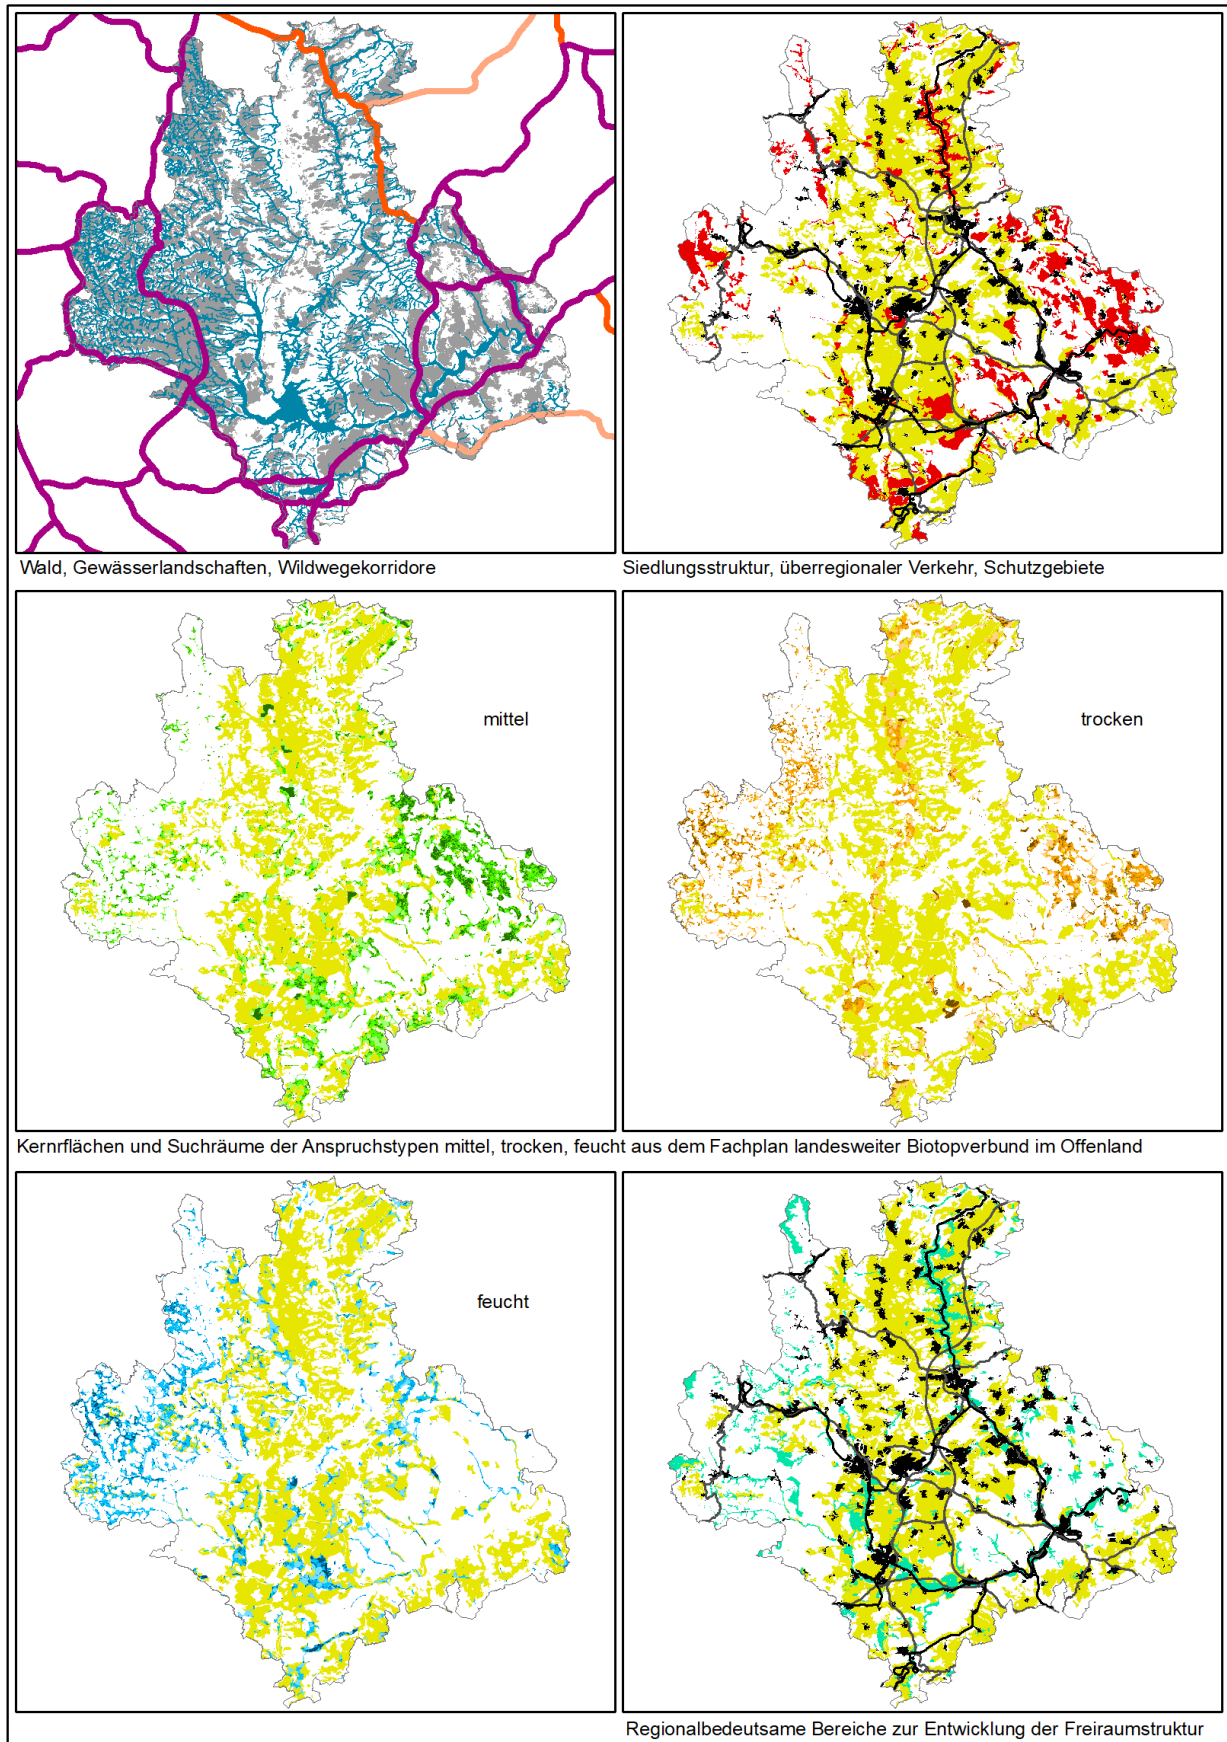 Wald, Gewässerlandschaften, Wildwegekorridore
Siedlungsstruktur, überregionaler Verkehr, Schutzgebiete
mittel
trocken
Kernrflächen und Suchräume der Anspruchstypen mittel, trocken, feucht aus dem Fachplan landesweiter Biotopverbund im Offenland
feucht
Regionalbedeutsame Bereiche zur Entwicklung der Freiraumstruktur